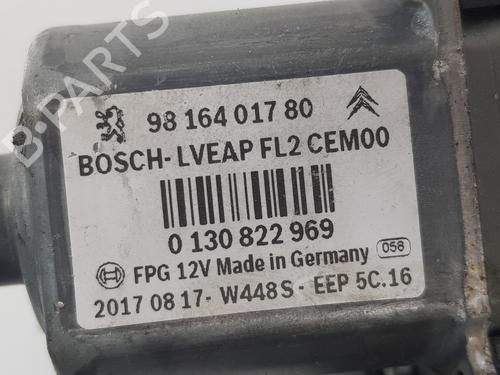 98 164 017 80
BOSCH-LVEAP FL2 CEM00
0 130 822 969
058
FPG 12V Made in Germany
2017 08 17- W448S - EEP 5C.16
B-PARTS